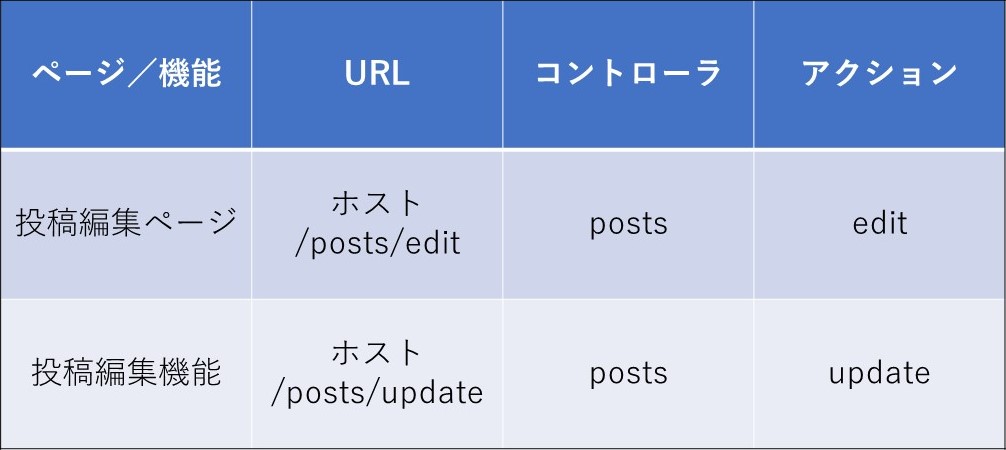 ページ／機能
URL
コントローラ
アクション
投稿編集ページ
ホスト
/posts/edit
posts
edit
投稿編集機能
ホスト
/posts/update
posts
update